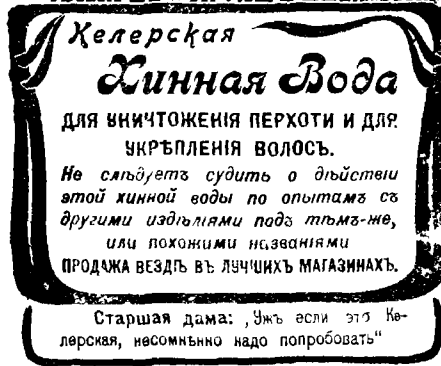 Келерская
Хинная Вода
ДЛЯ УНИЧТОЖЕНІЯ ПЕРХОТИ И ДЛЯ
УКРѢПЛЕНІЯ ВОЛОСЪ.
Не слѣдуетъ судить о дѣйствіи
этой хинной воды по опытамъ съ
другими издѣліями подъ тѣмъ-же,
или похожими названіями
ПРОДАЖА ВЕЗДѢ ВЪ ЛУЧШИХЪ МАГАЗИНАХЪ.
Старшая дама: „Ужъ если это Ке-
лерская, несомнѣнно надо попробовать“